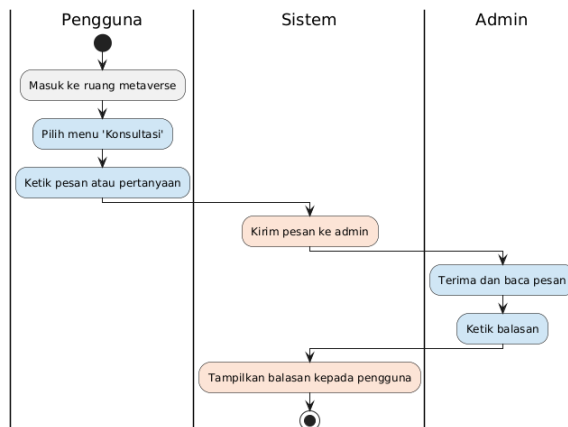 Pengguna
Sistem
Admin
Masuk ke ruang metaverse
Pilih menu 'Konsultasi'
Ketik pesan atau pertanyaan
Kirim pesan ke admin
Terima dan baca pesan
Ketik balasan
Tampilkan balasan kepada pengguna